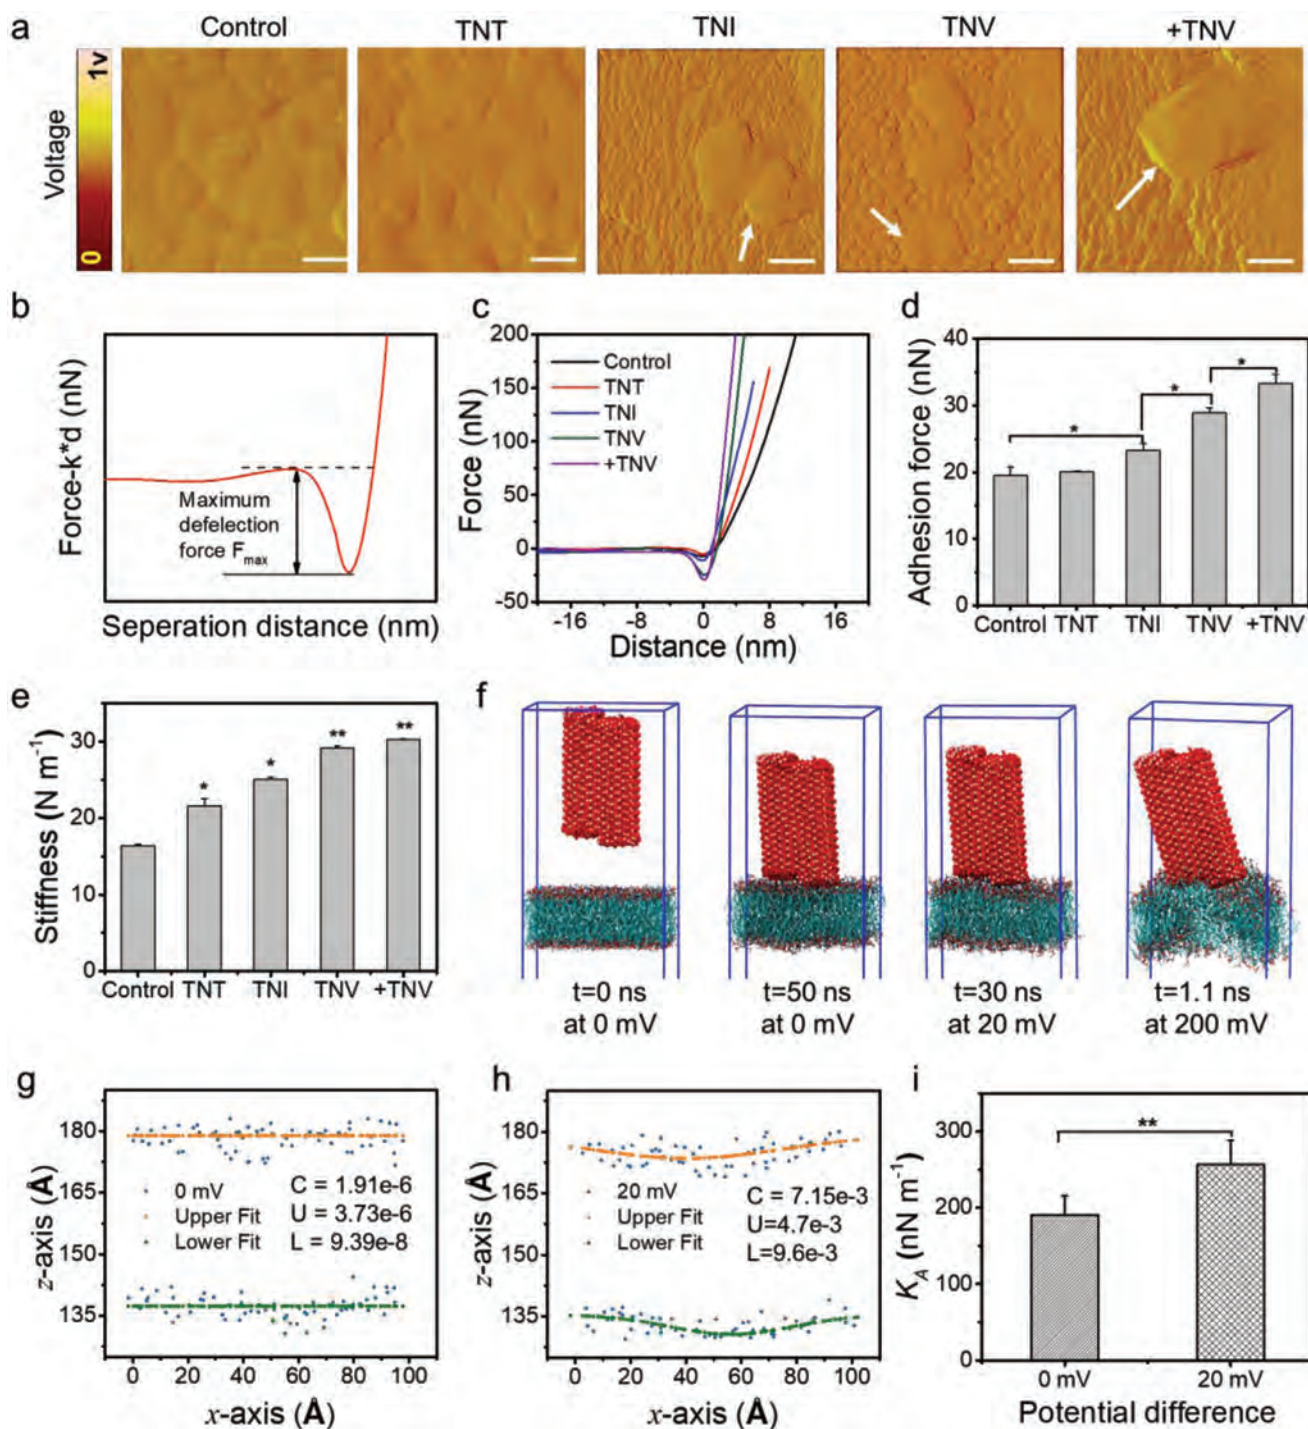 a
Control
TNT
TNI
TNV
+TNV
Voltage
1v
0
b
Force-k*d (nN)
Maximum
defelection
force Fmax
Seperation distance (nm)
c
Force (nN)
200
150
100
50
0
-50
Control
TNT
TNI
TNV
+TNV
-16
-8
0
8
16
Distance (nm)
d
Adhesion force (nN)
40
30
20
10
0
*
*
*
Control
TNT
TNI
TNV
+TNV
e
Stiffness (N m-1)
30
20
10
0
*
*
**
**
Control
TNT
TNI
TNV
+TNV
f
t=0 ns
at 0 mV
t=50 ns
at 0 mV
t=30 ns
at 20 mV
t=1.1 ns
at 200 mV
g
z-axis (Å)
180
165
150
135
0 mV
Upper Fit
Lower Fit
C = 1.91e-6
U = 3.73e-6
L = 9.39e-8
0 20 40 60 80 100
x-axis (Å)
h
z-axis (Å)
180
165
150
135
20 mV
Upper Fit
Lower Fit
C = 7.15e-3
U=4.7e-3
L=9.6e-3
0 20 40 60 80 100
x-axis (Å)
i
KA (nN m-1)
300
200
100
0
**
0 mV
20 mV
Potential difference